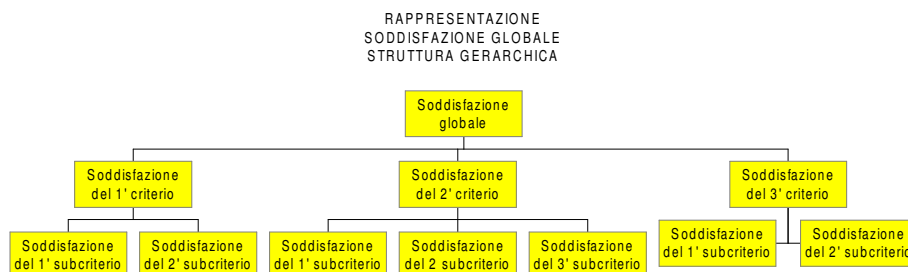 RAPPRESENTAZIONE
SODDISFAZIONE GLOBALE
STRUTTURA GERARCHICA
Soddisfazione
globale
Soddisfazione
del 1' criterio
Soddisfazione
del 2' criterio
Soddisfazione
del 3' criterio
Soddisfazione
del 1' subcriterio
Soddisfazione
del 2' subcriterio
Soddisfazione
del 1' subcriterio
Soddisfazione
del 2 subcriterio
Soddisfazione
del 3' subcriterio
Soddisfazione
del 1' subcriterio
Soddisfazione
del 2' subcriterio